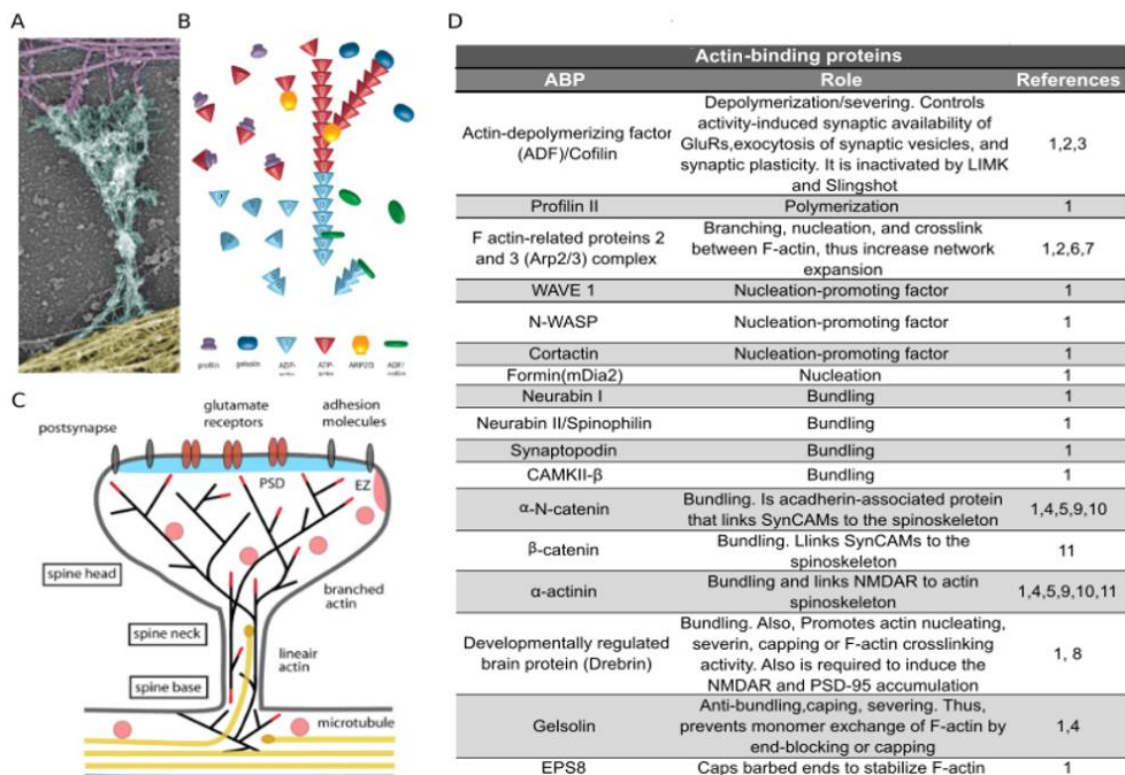 A
B
profilin
gelsolin
ADP-
actin
ATP-
actin
ARP2/3
ADF/
cofilin
C
postsynapse
glutamate
receptors
adhesion
molecules
PSD
EZ
spine head
branched
actin
spine neck
lineair
actin
spine base
microtubule
D
Actin-binding proteins
ABP Role References
Actin-depolymerizing factor
(ADF)/Cofilin
Depolymerization/severing. Controls
activity-induced synaptic availability of
GluRs,exocytosis of synaptic vesicles, and
synaptic plasticity. It is inactivated by LIMK
and Slingshot
1,2,3
Profilin II Polymerization 1
F actin-related proteins 2
and 3 (Arp2/3) complex
Branching, nucleation, and crosslink
between F-actin, thus increase network
expansion
1,2,6,7
WAVE 1 Nucleation-promoting factor 1
N-WASP Nucleation-promoting factor 1
Cortactin Nucleation-promoting factor 1
Formin(mDia2) Nucleation 1
Neurabin I Bundling 1
Neurabin II/Spinophilin Bundling 1
Synaptopodin Bundling 1
CAMKII-β Bundling 1
α-N-catenin
Bundling. Is acadherin-associated protein
that links SynCAMs to the spinoskeleton
1,4,5,9,10
β-catenin
Bundling. Llinks SynCAMs to the
spinoskeleton
11
α-actinin
Bundling and links NMDAR to actin
spinoskeleton
1,4,5,9,10,11
Developmentally regulated
brain protein (Drebrin)
Bundling. Also, Promotes actin nucleating,
severin, capping or F-actin crosslinking
activity. Also is required to induce the
NMDAR and PSD-95 accumulation
1, 8
Gelsolin
Anti-bundling,caping, severing. Thus,
prevents monomer exchange of F-actin by
end-blocking or capping
1,4
EPS8 Caps barbed ends to stabilize F-actin 1